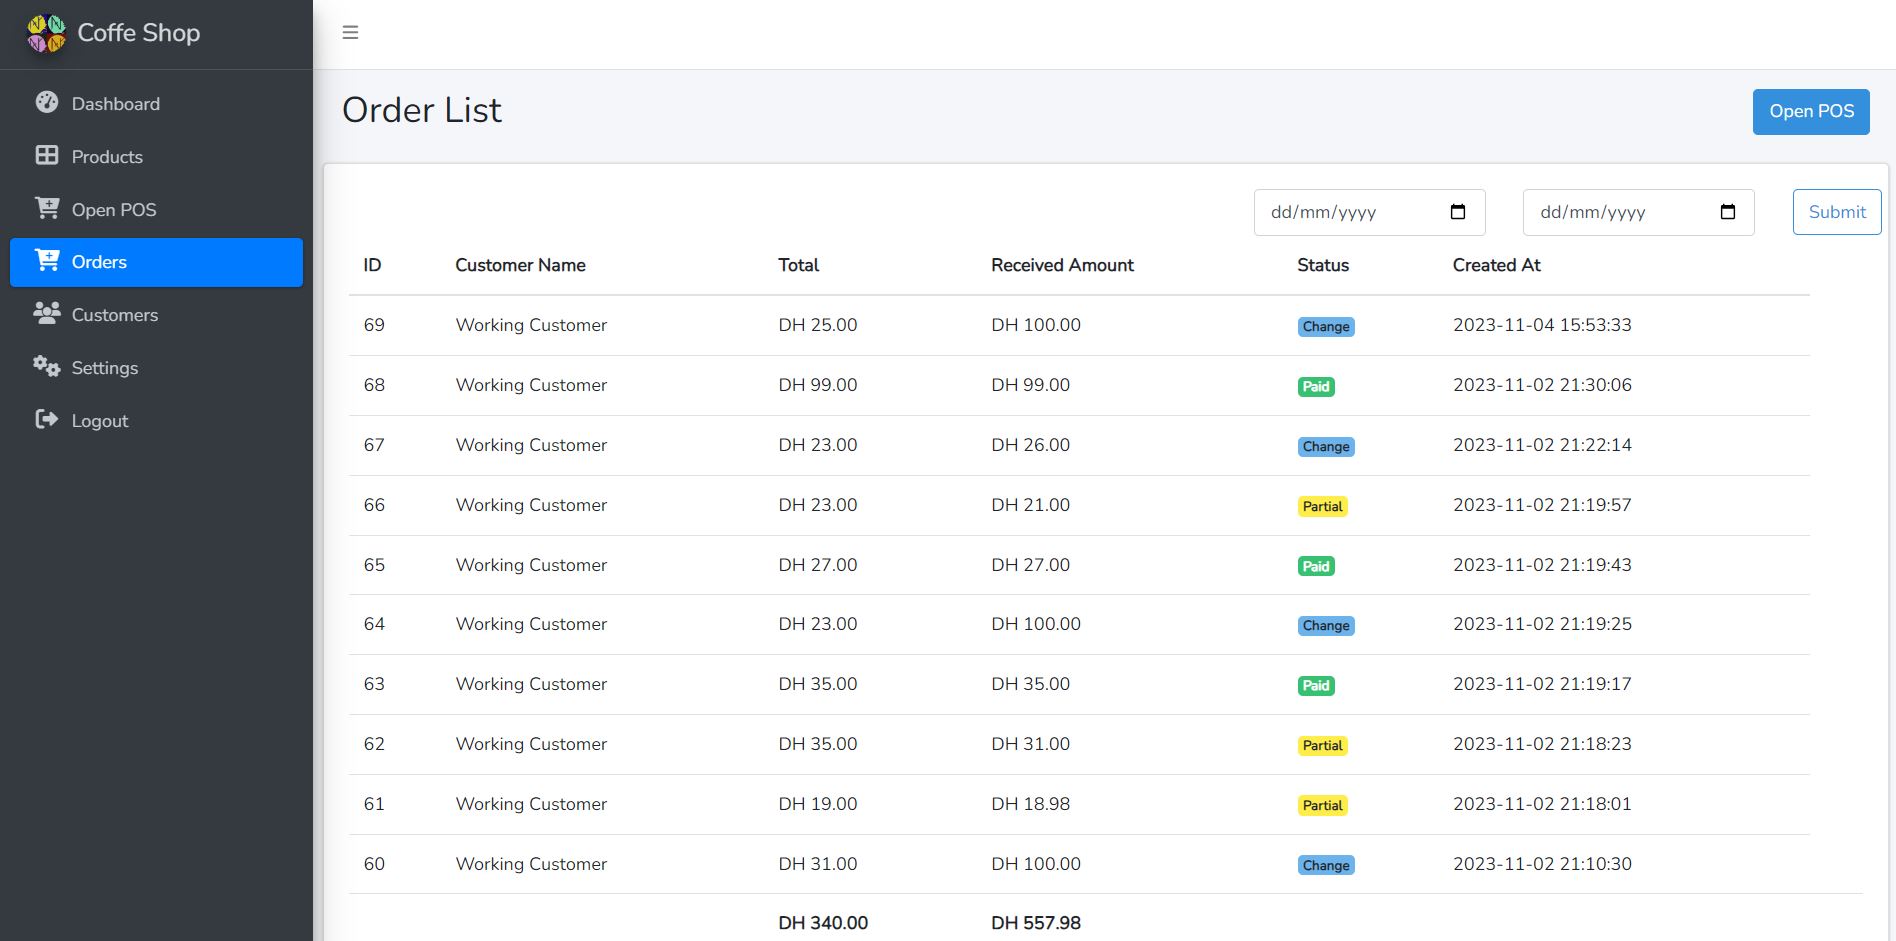 Coffe Shop
Dashboard
Products
Open POS
Orders
Customers
Settings
Logout
Order List
Open POS
dd/mm/yyyy dd/mm/yyyy Submit
ID Customer Name Total Received Amount Status Created At
69 Working Customer DH 25.00 DH 100.00 Change 2023-11-04 15:53:33
68 Working Customer DH 99.00 DH 99.00 Paid 2023-11-02 21:30:06
67 Working Customer DH 23.00 DH 26.00 Change 2023-11-02 21:22:14
66 Working Customer DH 23.00 DH 21.00 Partial 2023-11-02 21:19:57
65 Working Customer DH 27.00 DH 27.00 Paid 2023-11-02 21:19:43
64 Working Customer DH 23.00 DH 100.00 Change 2023-11-02 21:19:25
63 Working Customer DH 35.00 DH 35.00 Paid 2023-11-02 21:19:17
62 Working Customer DH 35.00 DH 31.00 Partial 2023-11-02 21:18:23
61 Working Customer DH 19.00 DH 18.98 Partial 2023-11-02 21:18:01
60 Working Customer DH 31.00 DH 100.00 Change 2023-11-02 21:10:30
DH 340.00 DH 557.98